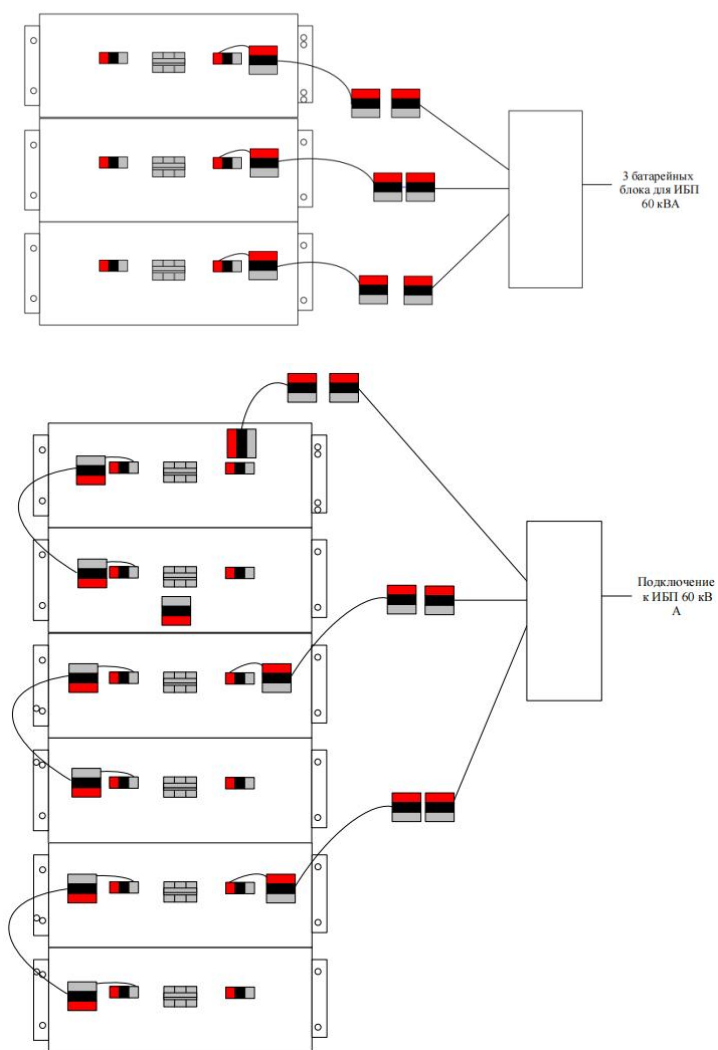 3 батарейных
блока для ИБП
60 кВА
Подключение
к ИБП 60 кВ
А